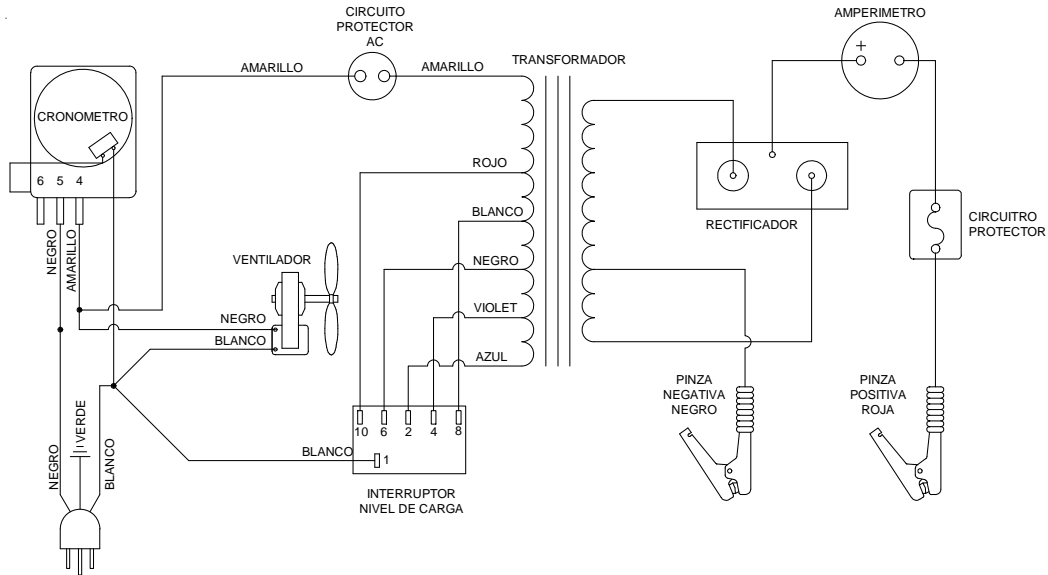 CIRCUITO
PROTECTOR
AC
AMPERIMETRO
+
AMARILLO
AMARILLO
TRANSFORMADOR
CRONOMETRO
6 5 4
ROJO
RECTIFICADOR
CIRCUITRO
PROTECTOR
BLANCO
NEGRO
AMARILLO
VENTILADOR
NEGRO
VIOLET
NEGRO
BLANCO
AZUL
PINZA
NEGATIVA
NEGRO
PINZA
POSITIVA
ROJA
10 6 2 4 8
BLANCO
1
NEGRO
VERDE
BLANCO
INTERRUPTOR
NIVEL DE CARGA